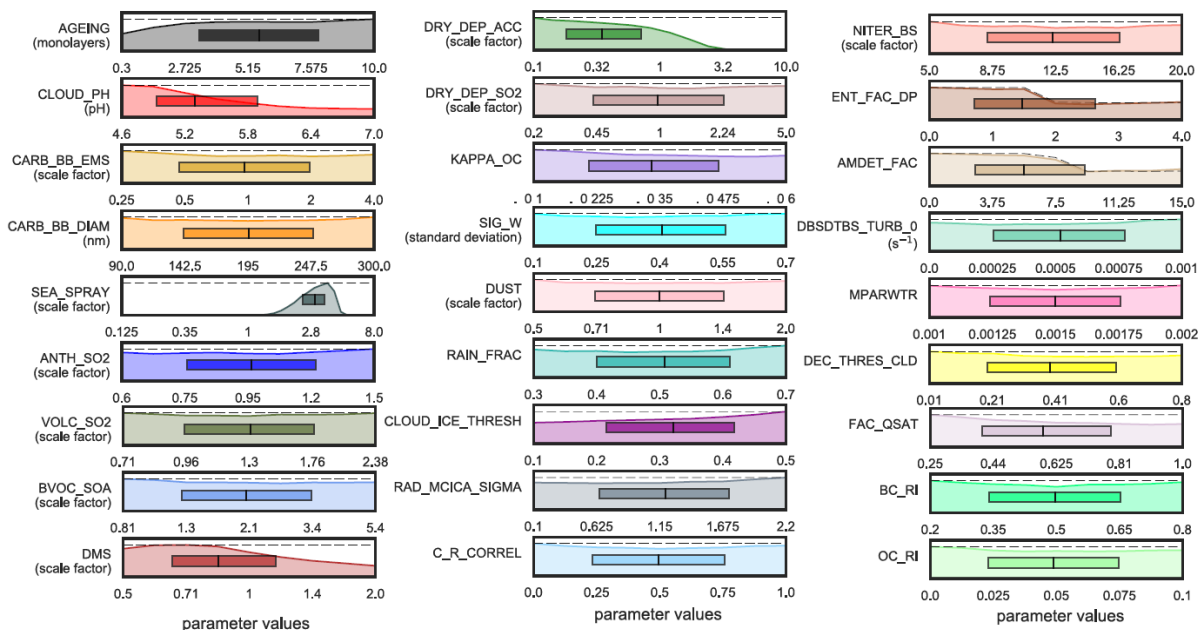 AGEING
(monolayers)
0.3 2.725 5.15 7.575 10.0
CLOUD_PH
(pH)
4.6 5.2 5.8 6.4 7.0
CARB_BB_EMS
(scale factor)
0.25 0.5 1 2 4.0
CARB_BB_DIAM
(nm)
90.0 142.5 195 247.5 300.0
SEA_SPRAY
(scale factor)
0.125 0.35 1 2.8 8.0
ANTH_SO2
(scale factor)
0.6 0.75 0.95 1.2 1.5
VOLC_SO2
(scale factor)
0.71 0.96 1.3 1.76 2.38
BVOC_SOA
(scale factor)
0.81 1.3 2.1 3.4 5.4
DMS
(scale factor)
0.5 0.71 1 1.4 2.0
parameter values
DRY_DEP_ACC
(scale factor)
0.1 0.32 1 3.2 10.0
DRY_DEP_SO2
(scale factor)
0.2 0.45 1 2.24 5.0
KAPPA_OC
. 0 1 . 0 225 . 0 35 . 0 475 . 0 6
SIG_W
(standard deviation)
0.1 0.25 0.4 0.55 0.7
DUST
(scale factor)
0.5 0.71 1 1.4 2.0
RAIN_FRAC
0.3 0.4 0.5 0.6 0.7
CLOUD_ICE_THRESH
0.1 0.2 0.3 0.4 0.5
RAD_MCICA_SIGMA
0.1 0.625 1.15 1.675 2.2
C_R_CORREL
0.0 0.25 0.5 0.75 1.0
parameter values
NITER_BS
(scale factor)
5.0 8.75 12.5 16.25 20.0
ENT_FAC_DP
0.0 1 2 3 4.0
AMDET_FAC
0.0 3.75 7.5 11.25 15.0
DBSDTBS_TURB_0
(s⁻¹)
0.0 0.00025 0.0005 0.00075 0.001
MPARWTR
0.001 0.00125 0.0015 0.00175 0.002
DEC_THRES_CLD
0.01 0.21 0.41 0.6 0.8
FAC_QSAT
0.25 0.44 0.625 0.81 1.0
BC_RI
0.2 0.35 0.5 0.65 0.8
OC_RI
0.0 0.025 0.05 0.075 0.1
parameter values